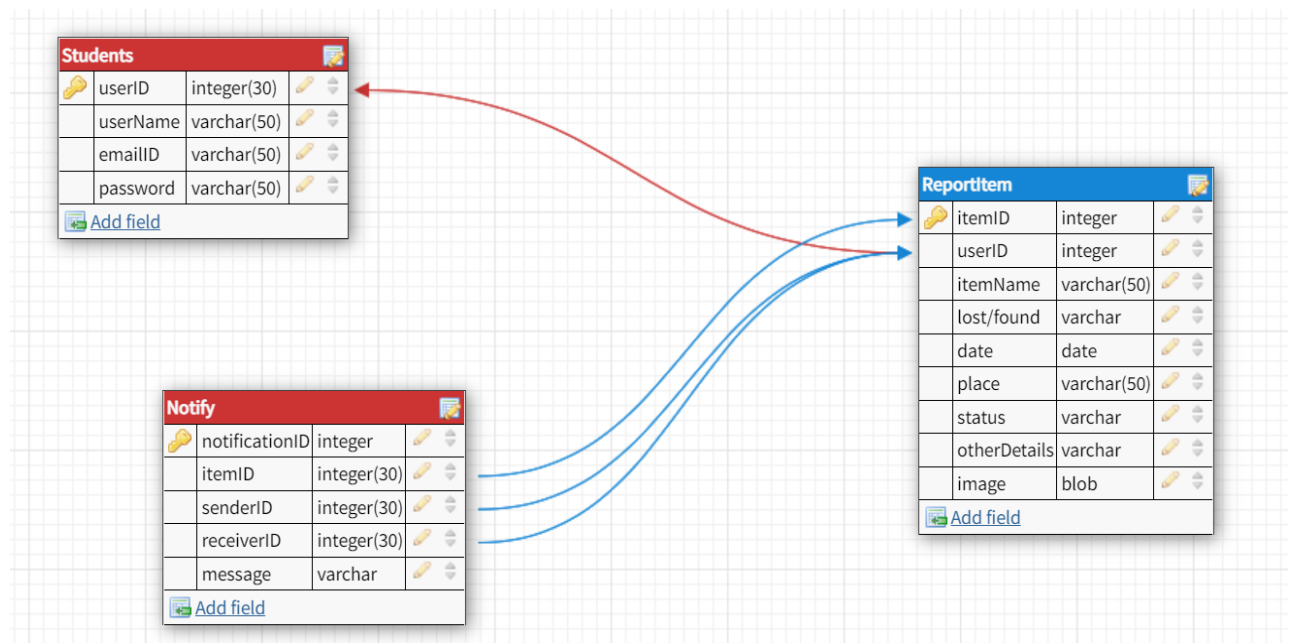 Students
userID integer(30)
userName varchar(50)
emailID varchar(50)
password varchar(50)
Add field
ReportItem
itemID integer
userID integer
itemName varchar(50)
lost/found varchar
date date
place varchar(50)
status varchar
otherDetails varchar
image blob
Add field
Notify
notificationID integer
itemID integer(30)
senderID integer(30)
receiverID integer(30)
message varchar
Add field